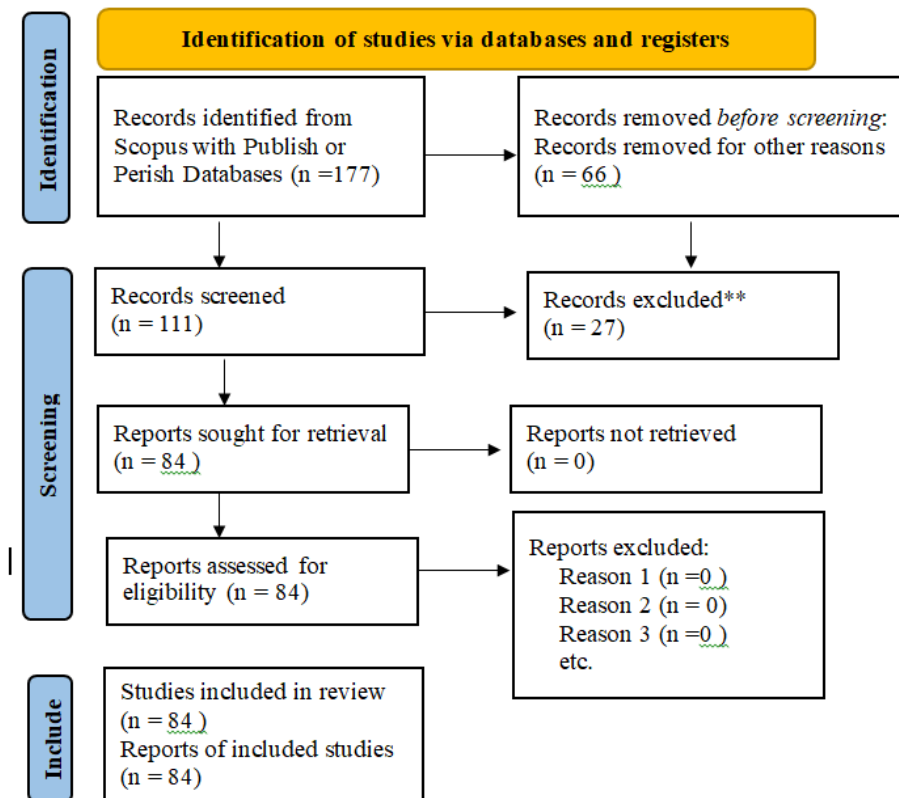 Identification of studies via databases and registers
Identification
Records identified from
Scopus with Publish or
Perish Databases (n =177)
Records removed before screening:
Records removed for other reasons
(n = 66 )
Screening
Records screened
(n = 111)
Records excluded**
(n = 27)
Reports sought for retrieval
(n = 84 )
Reports not retrieved
(n = 0)
Reports assessed for
eligibility (n = 84)
Reports excluded:
Reason 1 (n =0 )
Reason 2 (n = 0)
Reason 3 (n =0 )
etc.
Include
Studies included in review
(n = 84 )
Reports of included studies
(n = 84)